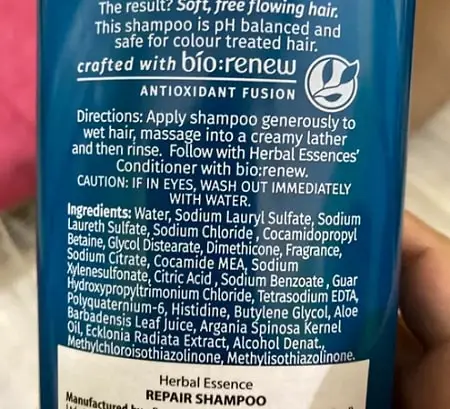 The result? Soft, free flowing hair.
This shampoo is pH balanced and
safe for colour treated hair.
crafted with bío:renew
ANTIOXIDANT FUSION
Directions: Apply shampoo generously to
wet hair, massage into a creamy lather
and then rinse. Follow with Herbal Essences'
Conditioner with bio:renew.
CAUTION: IF IN EYES, WASH OUT IMMEDIATELY
WITH WATER.
Ingredients: Water, Sodium Lauryl Sulfate, Sodium
Laureth Sulfate, Sodium Chloride , Cocamidopropyl
Betaine, Glycol Distearate, Dimethicone, Fragrance,
Sodium Citrate, Cocamide MEA, Sodium
Xylenesulfonate, Citric Acid , Sodium Benzoate , Guar
Hydroxypropyltrimonium Chloride, Tetrasodium EDTA,
Polyquaternium-6, Histidine, Butylene Glycol, Aloe
Barbadensis Leaf Juice, Argania Spinosa Kernel
Oil, Ecklonia Radiata Extract, Alcohol Denat.,
Methylchloroisothiazolinone, Methylisothiazolinone.
Herbal Essence
REPAIR SHAMPOO
Manufactured by